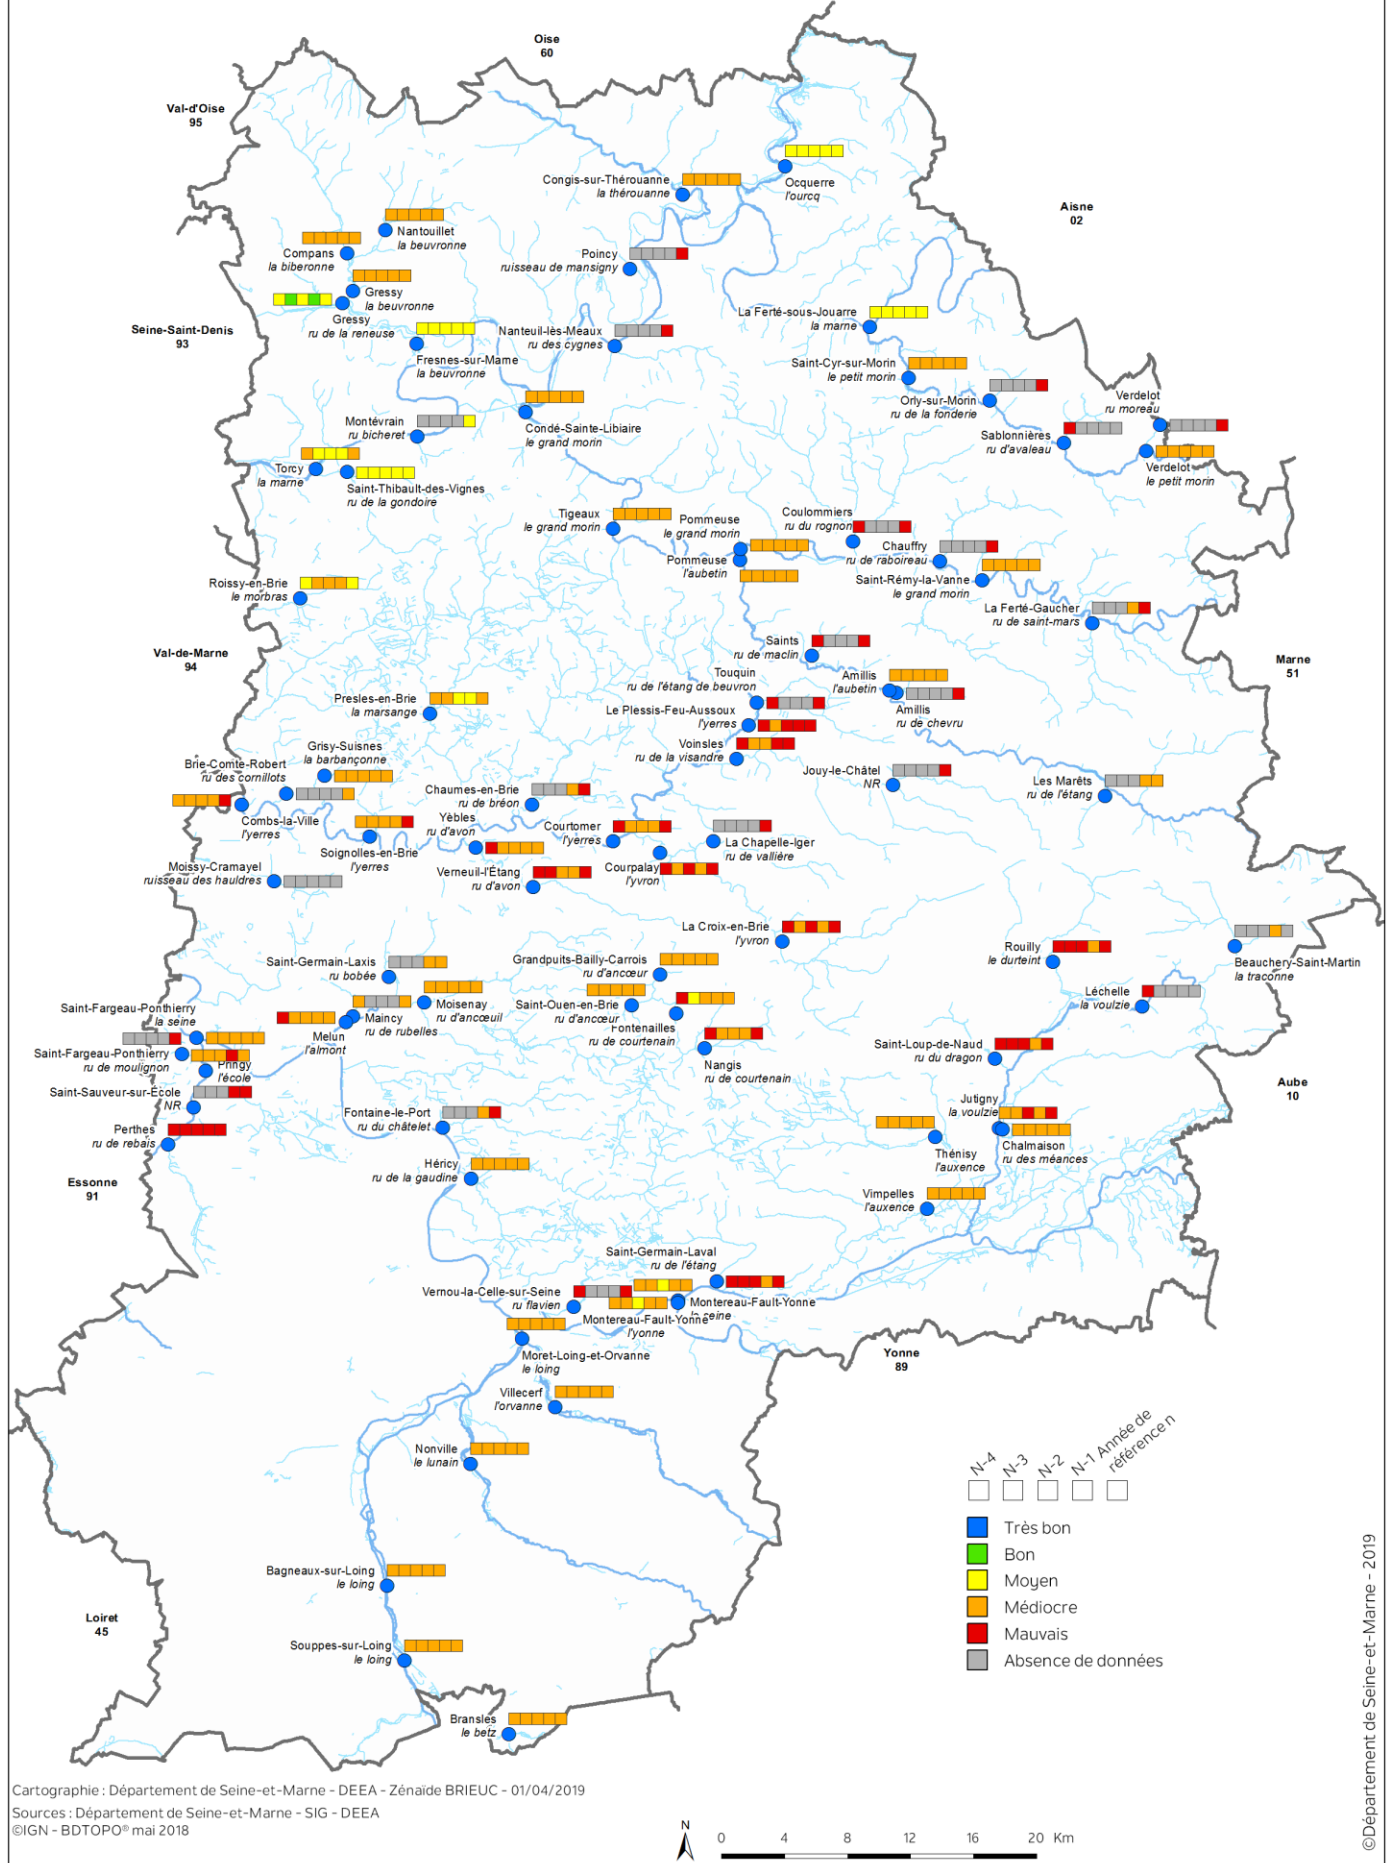 Oise
60
Val-d'Oise
95
Congis-sur-Thérouanne
la thérouanne
Ocquerre
l'ourcq
Aisne
02
Nantouillet
la beuvronne
Compans
la biberonne
Poincy
ruisseau de mansigny
Gressy
la beuvronne
Gressy
ru de la reneuse
Seine-Saint-Denis
93
La Ferté-sous-Jouarre
la marne
Nanteuil-lès-Meaux
ru des cygnes
Fresnes-sur-Marne
la beuvronne
Saint-Cyr-sur-Morin
le petit morin
Orly-sur-Morin
ru de la fonderie
Verdelot
ru moreau
Montévrain
ru bicheret
Condé-Sainte-Libiaire
le grand morin
Sablonnières
ru d'avaleau
Verdelot
le petit morin
Torcy
la marne
Saint-Thibault-des-Vignes
ru de la gondoire
Tigeaux
le grand morin
Pommeuse
le grand morin
Coulommiers
ru du rognon
Pommeuse
l'aubetin
Chauffry
ru de raboireau
Saint-Rémy-la-Vanne
le grand morin
Roissy-en-Brie
le morbras
La Ferté-Gaucher
ru de saint-mars
Val-de-Marne
94
Marne
51
Saints
ru de maclin
Touquin
ru de l'étang de beuvron
Amillis
l'aubetin
Amillis
ru de chevru
Presles-en-Brie
la marsange
Le Plessis-Feu-Aussoux
l'yerres
Voinsles
ru de la visandre
Grisy-Suisnes
la barbançonne
Brie-Comte-Robert
ru des cornillots
Jouy-le-Châtel
NR
Les Marêts
ru de l'étang
Chaumes-en-Brie
ru de bréon
Combs-la-Ville
l'yerres
Yèbles
ru d'avon
Courtomer
l'yerres
La Chapelle-Iger
ru de vallière
Soignolles-en-Brie
l'yerres
Moissy-Cramayel
ruisseau des hauldres
Verneuil-l'Étang
ru d'avon
Courpalay
l'yvron
La Croix-en-Brie
l'yvron
Rouilly
le durteint
Beauchery-Saint-Martin
la traconne
Saint-Germain-Laxis
ru bobée
Grandpuits-Bailly-Carrois
ru d'ancœur
Léchelle
la voulzie
Saint-Fargeau-Ponthierry
la seine
Moisenay
ru d'ancœuil
Saint-Ouen-en-Brie
ru d'ancœur
Maincy
ru de rubelles
Melun
l'almont
Fontenailles
ru de courtenain
Saint-Loup-de-Naud
ru du dragon
Saint-Fargeau-Ponthierry
ru de moulignon
Pringy
l'école
Nangis
ru de courtenain
Saint-Sauveur-sur-École
NR
Aube
10
Jutigny
la voulzie
Fontaine-le-Port
ru du châtelet
Perthes
ru de rebais
Thénisy
l'auxence
Chalmaison
ru des méances
Essonne
91
Héricy
ru de la gaudine
Vimpelles
l'auxence
Saint-Germain-Laval
ru de l'étang
Vernou-la-Celle-sur-Seine
ru flavien
Montereau-Fault-Yonne
la seine
Montereau-Fault-Yonne
l'yonne
Moret-Loing-et-Orvanne
le loing
Yonne
89
Villecerf
l'orvanne
Nonville
le lunain
N-4
N-3
N-2
N-1
Année de
référence n
Très bon
Bon
Moyen
Médiocre
Mauvais
Absence de données
Bagneaux-sur-Loing
le loing
Loiret
45
Souppes-sur-Loing
le loing
Bransles
le betz
Cartographie : Département de Seine-et-Marne - DEEA - Zénaïde BRIEUC - 01/04/2019
Sources : Département de Seine-et-Marne - SIG - DEEA
©IGN - BDTOPO® mai 2018
N
0 4 8 12 16 20 Km
©Département de Seine-et-Marne - 2019